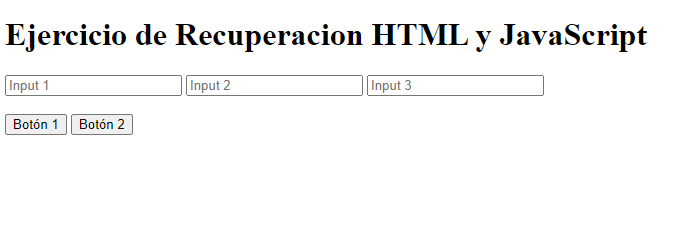 Ejercicio de Recuperacion HTML y JavaScript
Input 1 Input 2 Input 3
Botón 1 Botón 2